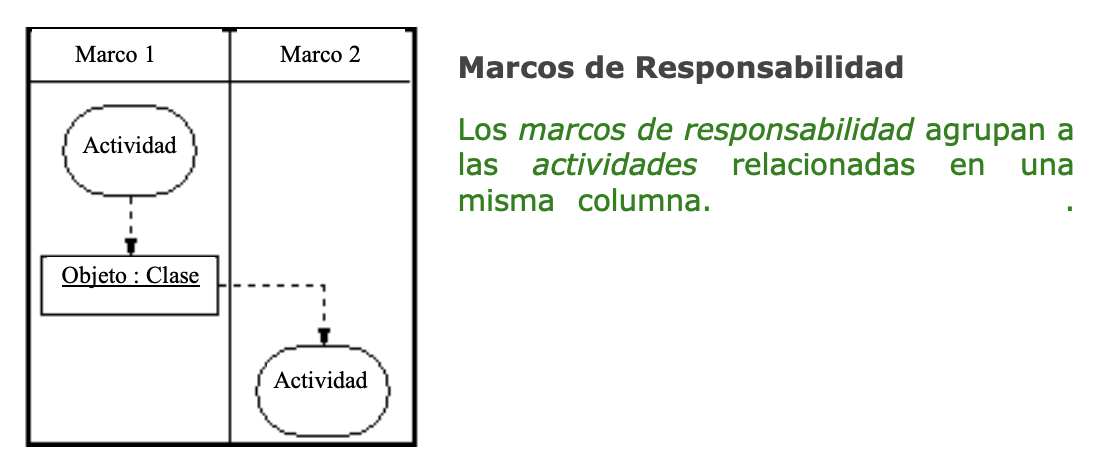 Marco 1
Marco 2
Actividad
Objeto : Clase
Actividad
Marcos de Responsabilidad
Los marcos de responsabilidad agrupan a
las actividades relacionadas en una
misma columna. .